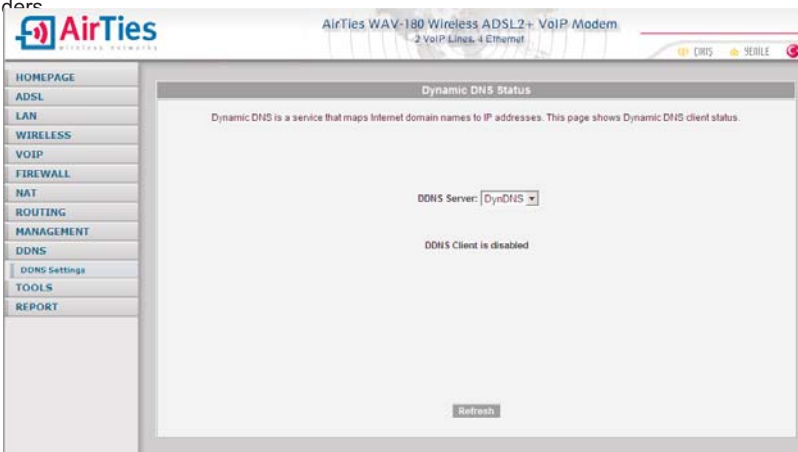 ders
AirTies
wireless networks
AirTies WAV-180 Wireless ADSL2+ VoIP Modem
2 VoIP Lines, 4 Ethernet
ÇIKIŞ YENİLE
HOMEPAGE
ADSL
LAN
WIRELESS
VOIP
FIREWALL
NAT
ROUTING
MANAGEMENT
DDNS
DDNS Settings
TOOLS
REPORT
Dynamic DNS Status
Dynamic DNS is a service that maps Internet domain names to IP addresses. This page shows Dynamic DNS client status.
DDNS Server: DynDNS
DDNS Client is disabled
Refresh